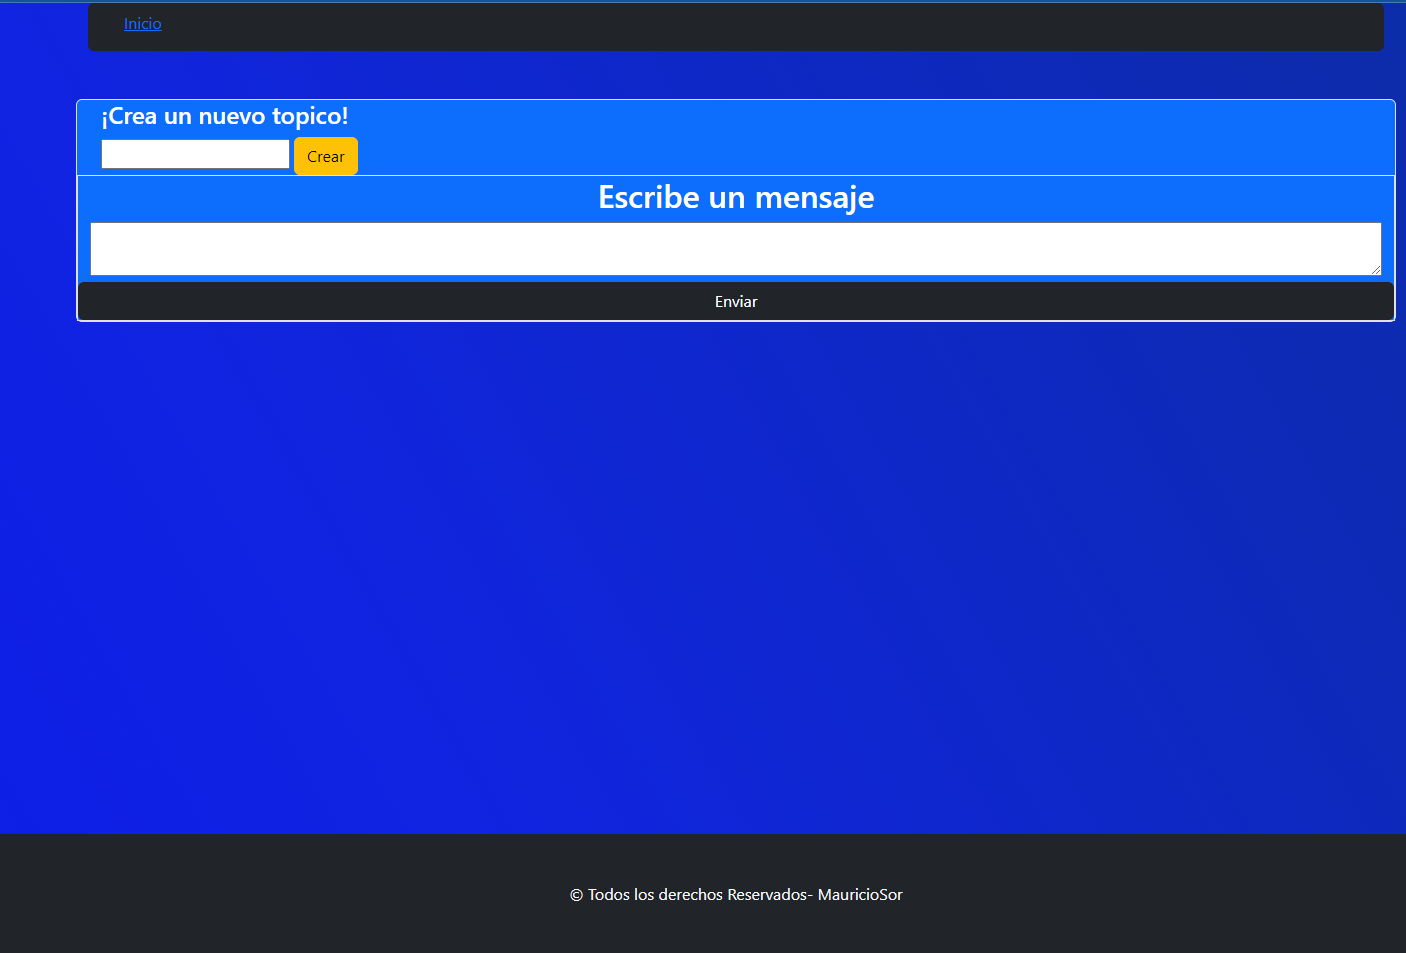 Inicio
¡Crea un nuevo topico!
Crear
Escribe un mensaje
Enviar
© Todos los derechos Reservados- MauricioSor